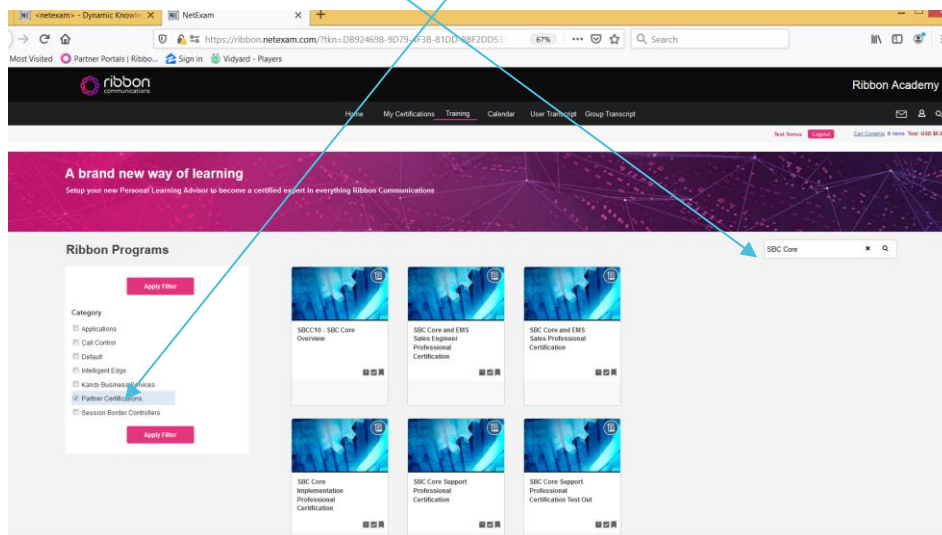 <netexam> - Dynamic Knowle
NetExam
https://ribbon.netexam.com/?tkn=DB924698-9D79-4F3B-81DD-
67%
Search
Most Visited
Partner Portals | Ribbo...
Sign in
Vidyard - Players
ribbon
communications
Ribbon Academy
Home
My Certifications
Training
Calendar
User Transcript
Group Transcript
Logout
Cart Contents 0 items Total: USD
A brand new way of learning
Setup your new Personal Learning Advisor to become a certified expert in everything Ribbon Communications
Ribbon Programs
SBC Core
Apply Filter
Category
Applications
Call Control
Default
Intelligent Edge
Kandy Business Services
Partner Certifications
Session Border Controllers
Apply Filter
SBCC10 - SBC Core
Overview
SBC Core and EMS
Sales Engineer
Professional
Certification
SBC Core and EMS
Sales Professional
Certification
SBC Core
Implementation
Professional
Certification
SBC Core Support
Professional
Certification
SBC Core Support
Professional
Certification Test Out